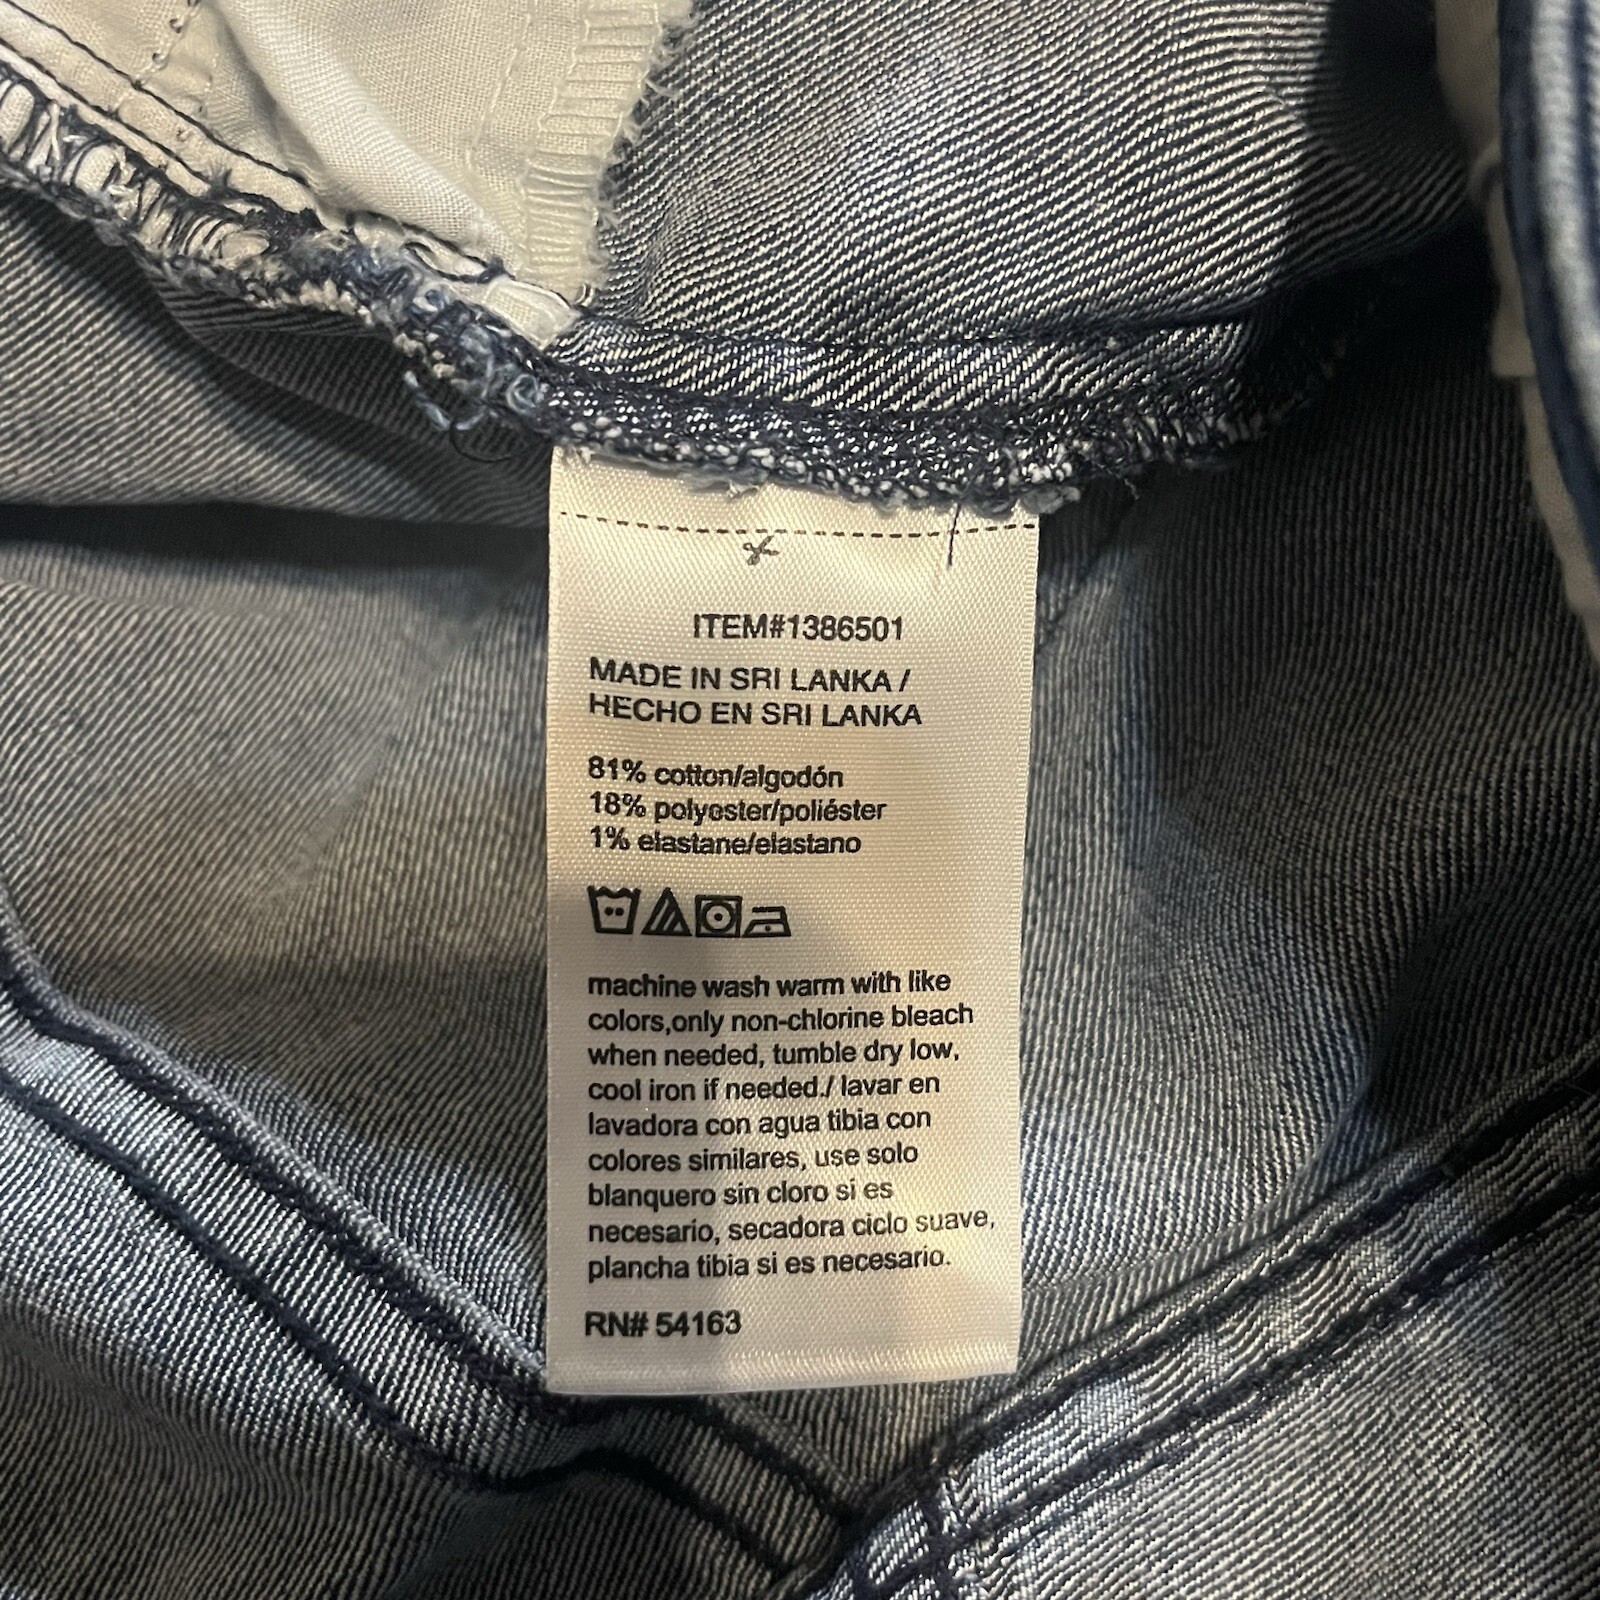 ITEM#1386501
MADE IN SRI LANKA /
HECHO EN SRI LANKA
81% cotton/algodón
18% polyester/poliéster
1% elastane/elastano
machine wash warm with like
colors,only non-chlorine bleach
when needed, tumble dry low,
cool iron if needed./ lavar en
lavadora con agua tibia con
colores similares, use solo
blanquero sin cloro si es
necesario, secadora ciclo suave,
plancha tibia si es necesario.
RN# 54163